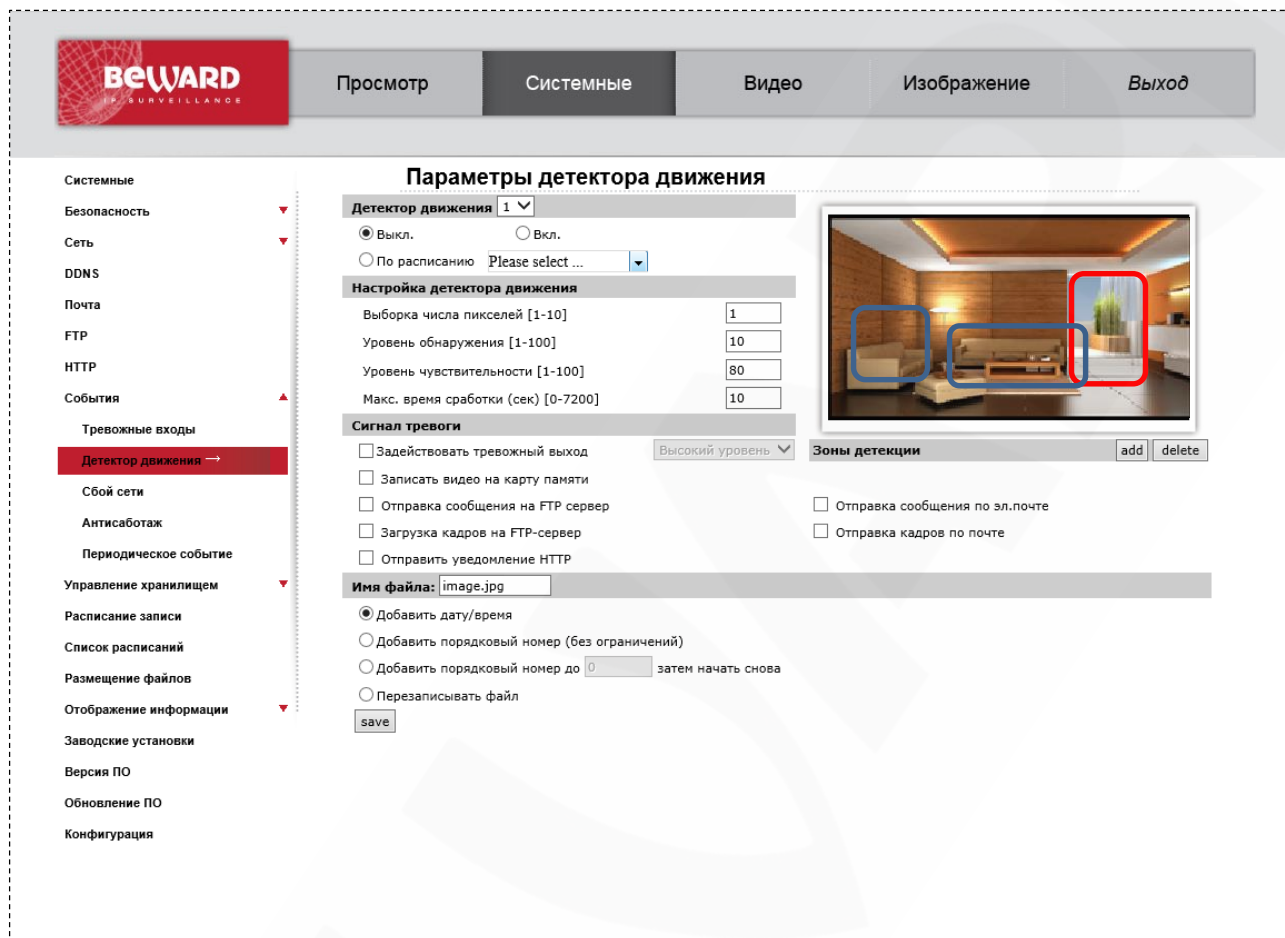 BEWARD
IP SURVEILLANCE
Просмотр
Системные
Видео
Изображение
Выход
Системные
Безопасность
Сеть
DDNS
Почта
FTP
HTTP
События
Тревожные входы
Детектор движения →
Сбой сети
Антисаботаж
Периодическое событие
Управление хранилищем
Расписание записи
Список расписаний
Размещение файлов
Отображение информации
Заводские установки
Версия ПО
Обновление ПО
Конфигурация
Параметры детектора движения
Детектор движения 1
Выкл. Вкл.
По расписанию Please select ...
Настройка детектора движения
Выборка числа пикселей [1-10] 1
Уровень обнаружения [1-100] 10
Уровень чувствительности [1-100] 80
Макс. время сработки (сек) [0-7200] 10
Сигнал тревоги
Задействовать тревожный выход Высокий уровень
Зоны детекции add delete
Записать видео на карту памяти
Отправка сообщения на FTP сервер Отправка сообщения по эл.почте
Загрузка кадров на FTP-сервер Отправка кадров по почте
Отправить уведомление HTTP
Имя файла: image.jpg
Добавить дату/время
Добавить порядковый номер (без ограничений)
Добавить порядковый номер до 0 затем начать снова
Перезаписывать файл
save